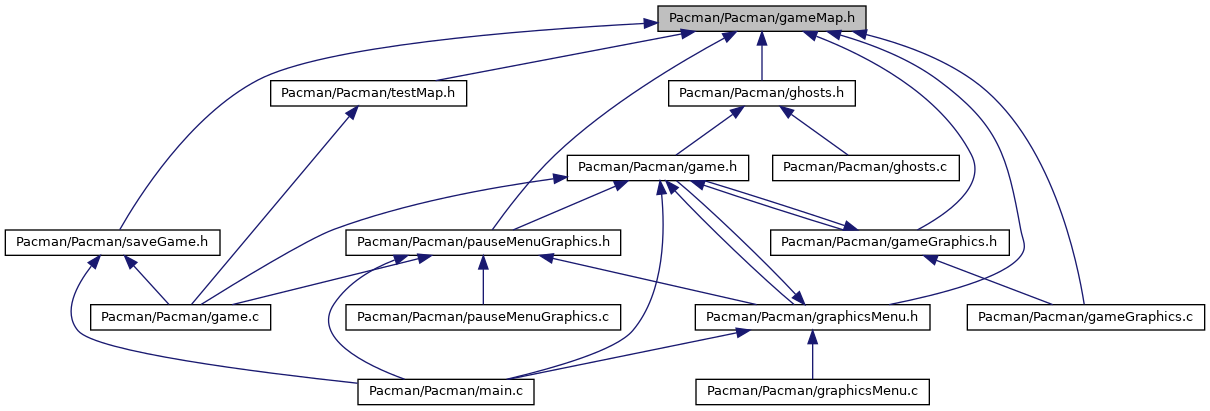 Pacman/Pacman/gameMap.h
Pacman/Pacman/testMap.h
Pacman/Pacman/ghosts.h
Pacman/Pacman/game.h
Pacman/Pacman/ghosts.c
Pacman/Pacman/saveGame.h
Pacman/Pacman/pauseMenuGraphics.h
Pacman/Pacman/gameGraphics.h
Pacman/Pacman/game.c
Pacman/Pacman/pauseMenuGraphics.c
Pacman/Pacman/graphicsMenu.h
Pacman/Pacman/gameGraphics.c
Pacman/Pacman/main.c
Pacman/Pacman/graphicsMenu.c